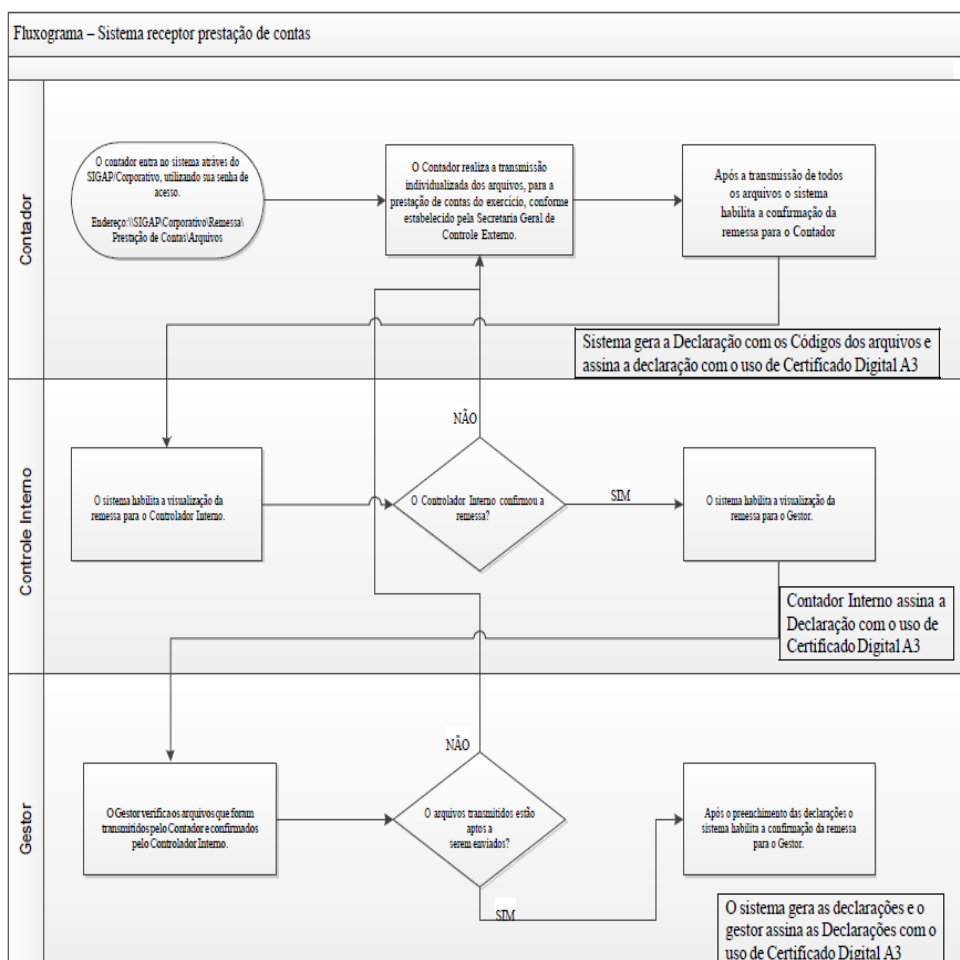 Fluxograma – Sistema receptor prestação de contas
Contador
O contador entra no sistema atráves do
SIGAP/Corporativo, utilizando sua senha de
acesso.
Endereço:\\SIGAP\Corporativo\Remessa\
Prestação de Contas\Arquivos
O Contador realiza a transmissão
individualizada dos arquivos, para a
prestação de contas do exercício, conforme
estabelecido pela Secretaria Geral de
Controle Externo.
Após a transmissão de todos
os arquivos o sistema
habilita a confirmação da
remessa para o Contador
Sistema gera a Declaração com os Códigos dos arquivos e
assina a declaração com o uso de Certificado Digital A3
Controle Interno
O sistema habilita a visualização da
remessa para o Controlador Interno.
NÃO
O Controlador Interno confirmou a
remessa?
SIM
O sistema habilita a visualização da
remessa para o Gestor.
Contador Interno assina a
Declaração com o uso de
Certificado Digital A3
Gestor
O Gestor verifica os arquivos que foram
transmitidos pelo Contador e confirmados
pelo Controlador Interno.
NÃO
O arquivos transmitidos estão
aptos a
serem enviados?
SIM
Após o preenchimento das declarações o
sistema habilita a confirmação da remessa
para o Gestor.
O sistema gera as declarações e o
gestor assina as Declarações com o
uso de Certificado Digital A3